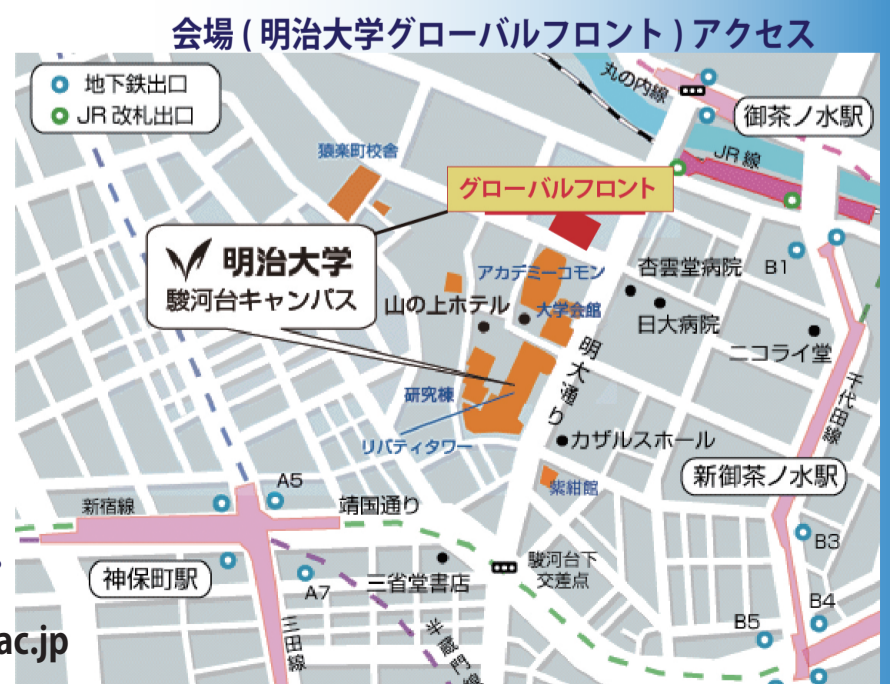 会場 ( 明治大学グローバルフロント ) アクセス
地下鉄出口
JR 改札出口
丸の内線
御茶ノ水駅
JR 線
猿楽町校舎
グローバルフロント
明治大学
駿河台キャンパス
アカデミーコモン
杏雲堂病院
B1
山の上ホテル
大学会館
日大病院
ニコライ堂
明大通り
千代田線
研究棟
リバティタワー
カザルスホール
新御茶ノ水駅
紫紺館
A5
新宿線
靖国通り
B3
神保町駅
A7
三省堂書店
駿河台下
交差点
B4
B5
三田線
半蔵門線
ac.jp